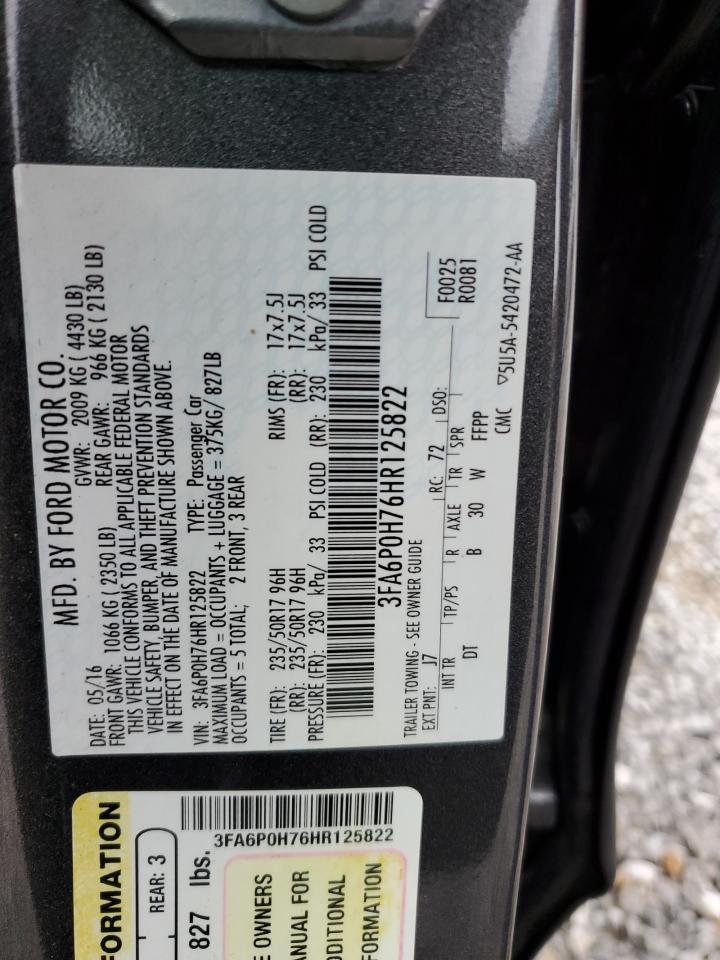 MFD. BY FORD MOTOR CO.
DATE: 05/16 GVWR: 2009 KG ( 4430 LB)
FRONT GAWR: 1066 KG ( 2350 LB) REAR GAWR: 966 KG ( 2130 LB)
THIS VEHICLE CONFORMS TO ALL APPLICABLE FEDERAL MOTOR
VEHICLE SAFETY, BUMPER, AND THEFT PREVENTION STANDARDS
IN EFFECT ON THE DATE OF MANUFACTURE SHOWN ABOVE.
VIN: 3FA6P0H76HR125822 TYPE: Passenger Car
MAXIMUM LOAD = OCCUPANTS + LUGGAGE = 375KG/ 827LB
OCCUPANTS = 5 TOTAL; 2 FRONT, 3 REAR
TIRE (FR): 235/50R17 96H RIMS (FR): 17x7.5J
(RR): 235/50R17 96H (RR): 17x7.5J
PRESSURE (FR): 230 kPa/ 33 PSI COLD (RR): 230 kPa/ 33 PSI COLD
3FA6P0H76HR125822
TRAILER TOWING - SEE OWNER GUIDE F0025
R0081
EXT PNT: J7 RC: 72 DSO:
INT TR TP/PS R AXLE TR SPR
DT B 30 W FFPP
CMC ▽5U5A-5420472-AA
FORMATION
REAR: 3
827 lbs.
3FA6P0H76HR125822
E OWNERS
ANUAL FOR
DDITIONAL
FORMATION